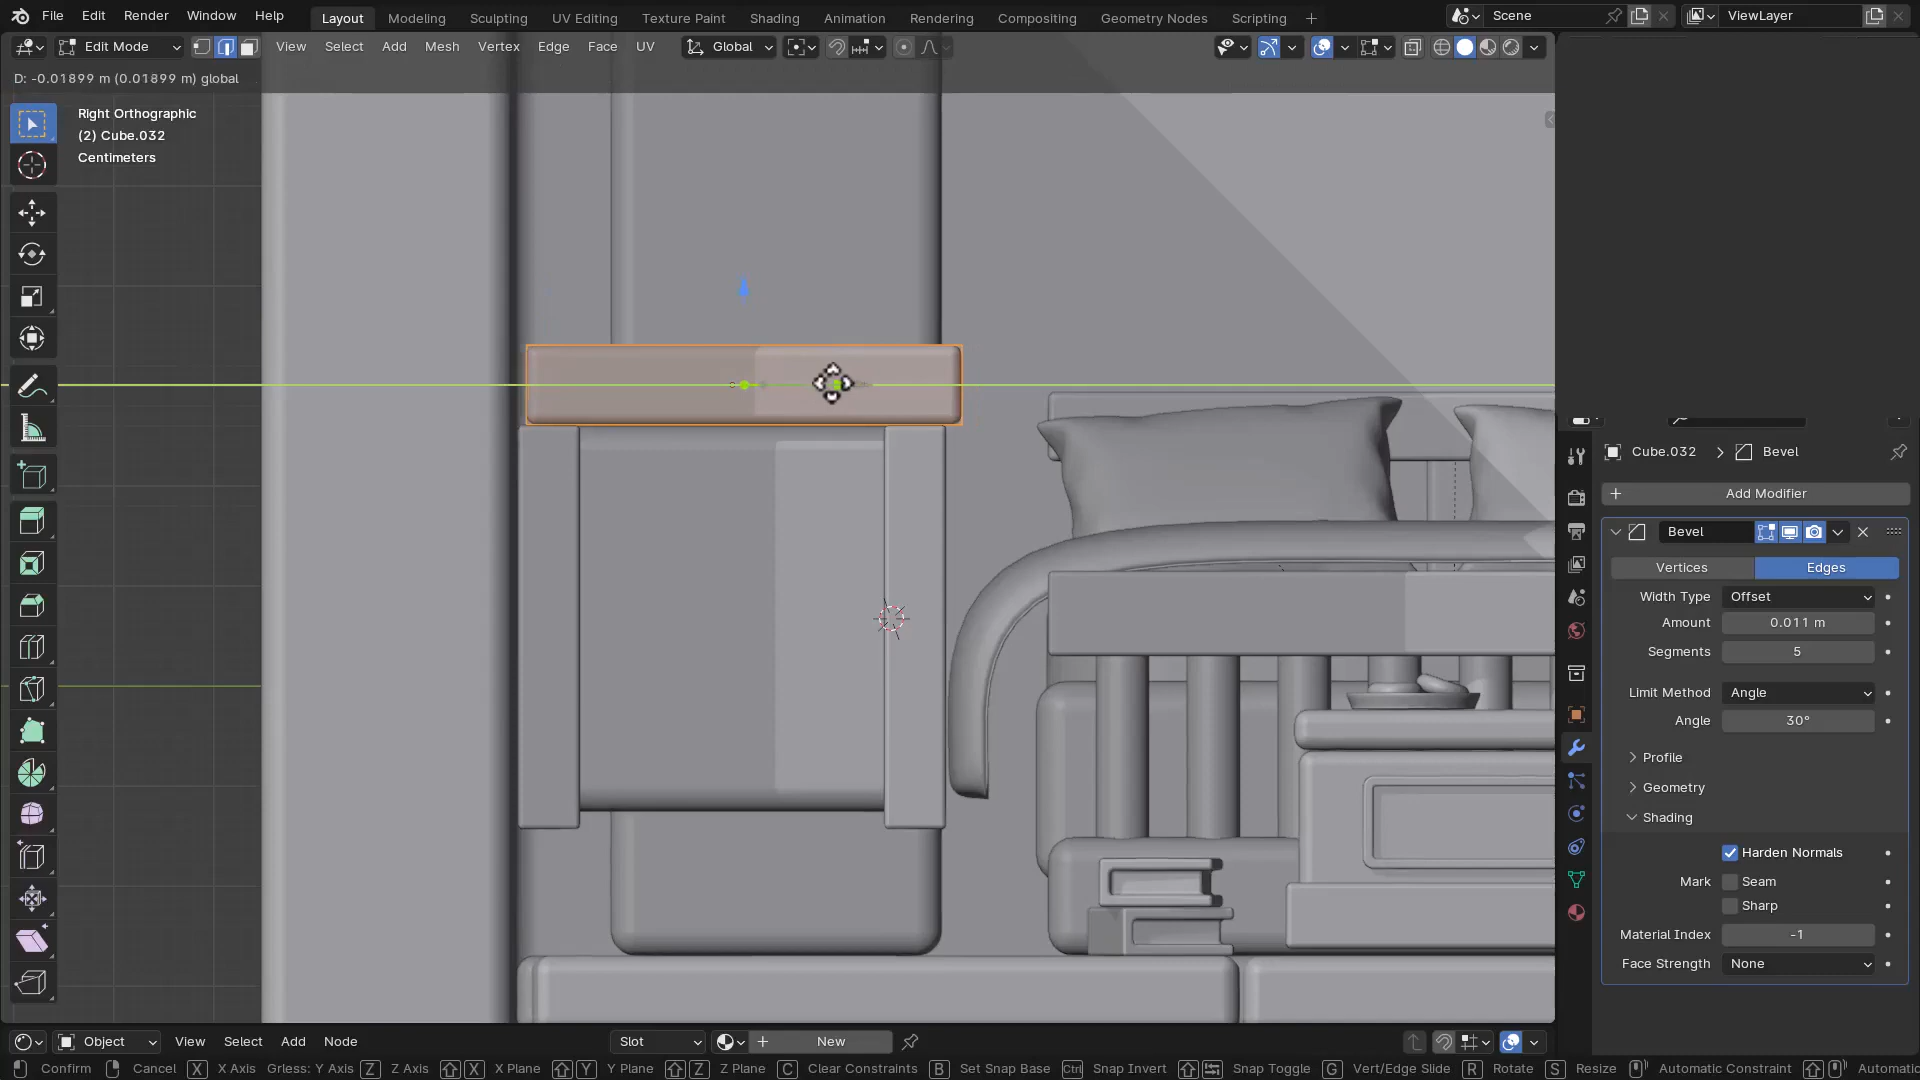 File Edit Render Window Help Layout Modeling Sculpting UV Editing Texture Paint Shading Animation Rendering Compositing Geometry Nodes Scripting + Scene ViewLayer
Edit Mode View Select Add Mesh Vertex Edge Face UV Global
D: -0.01899 m (0.01899 m) global
Right Orthographic
(2) Cube.032
Centimeters
Cube.032 > Bevel
+ Add Modifier
Bevel
Vertices Edges
Width Type Offset
Amount 0.011 m
Segments 5
Limit Method Angle
Angle 30°
Profile
Geometry
Shading
Harden Normals
Mark Seam
Sharp
Material Index -1
Face Strength None
Object View Select Add Node Slot + New
Confirm Cancel X X Axis Grless: Y Axis Z Z Axis X X Plane Y Y Plane Z Z Plane C Clear Constraints B Set Snap Base Ctrl Snap Invert Snap Toggle G Vert/Edge Slide R Rotate S Resize Automatic Constraint